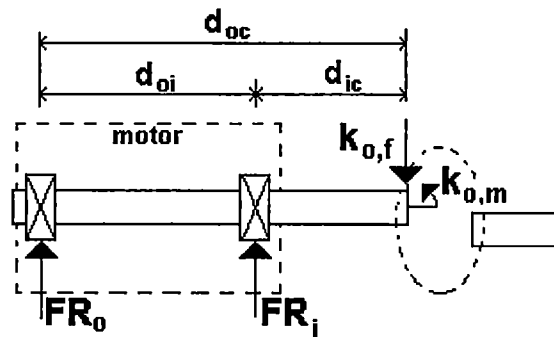 d_oc
d_oi d_ic
motor
k_o,f
k_o,m
FR_o FR_i